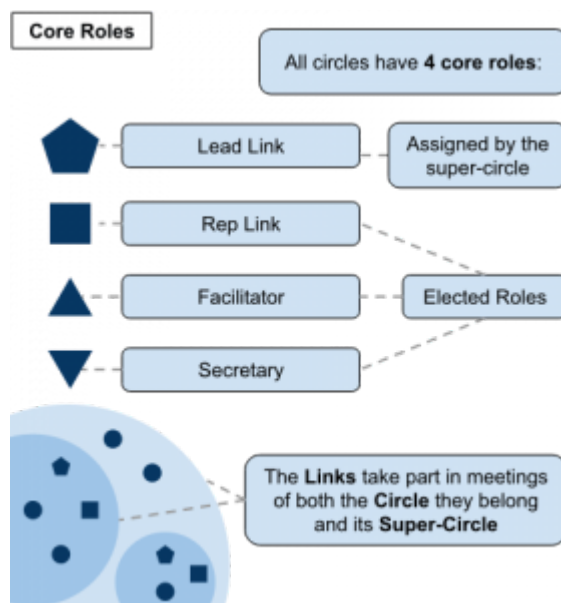 Core Roles
All circles have 4 core roles:
Lead Link
Assigned by the
super-circle
Rep Link
Facilitator
Elected Roles
Secretary
The Links take part in meetings
of both the Circle they belong
and its Super-Circle